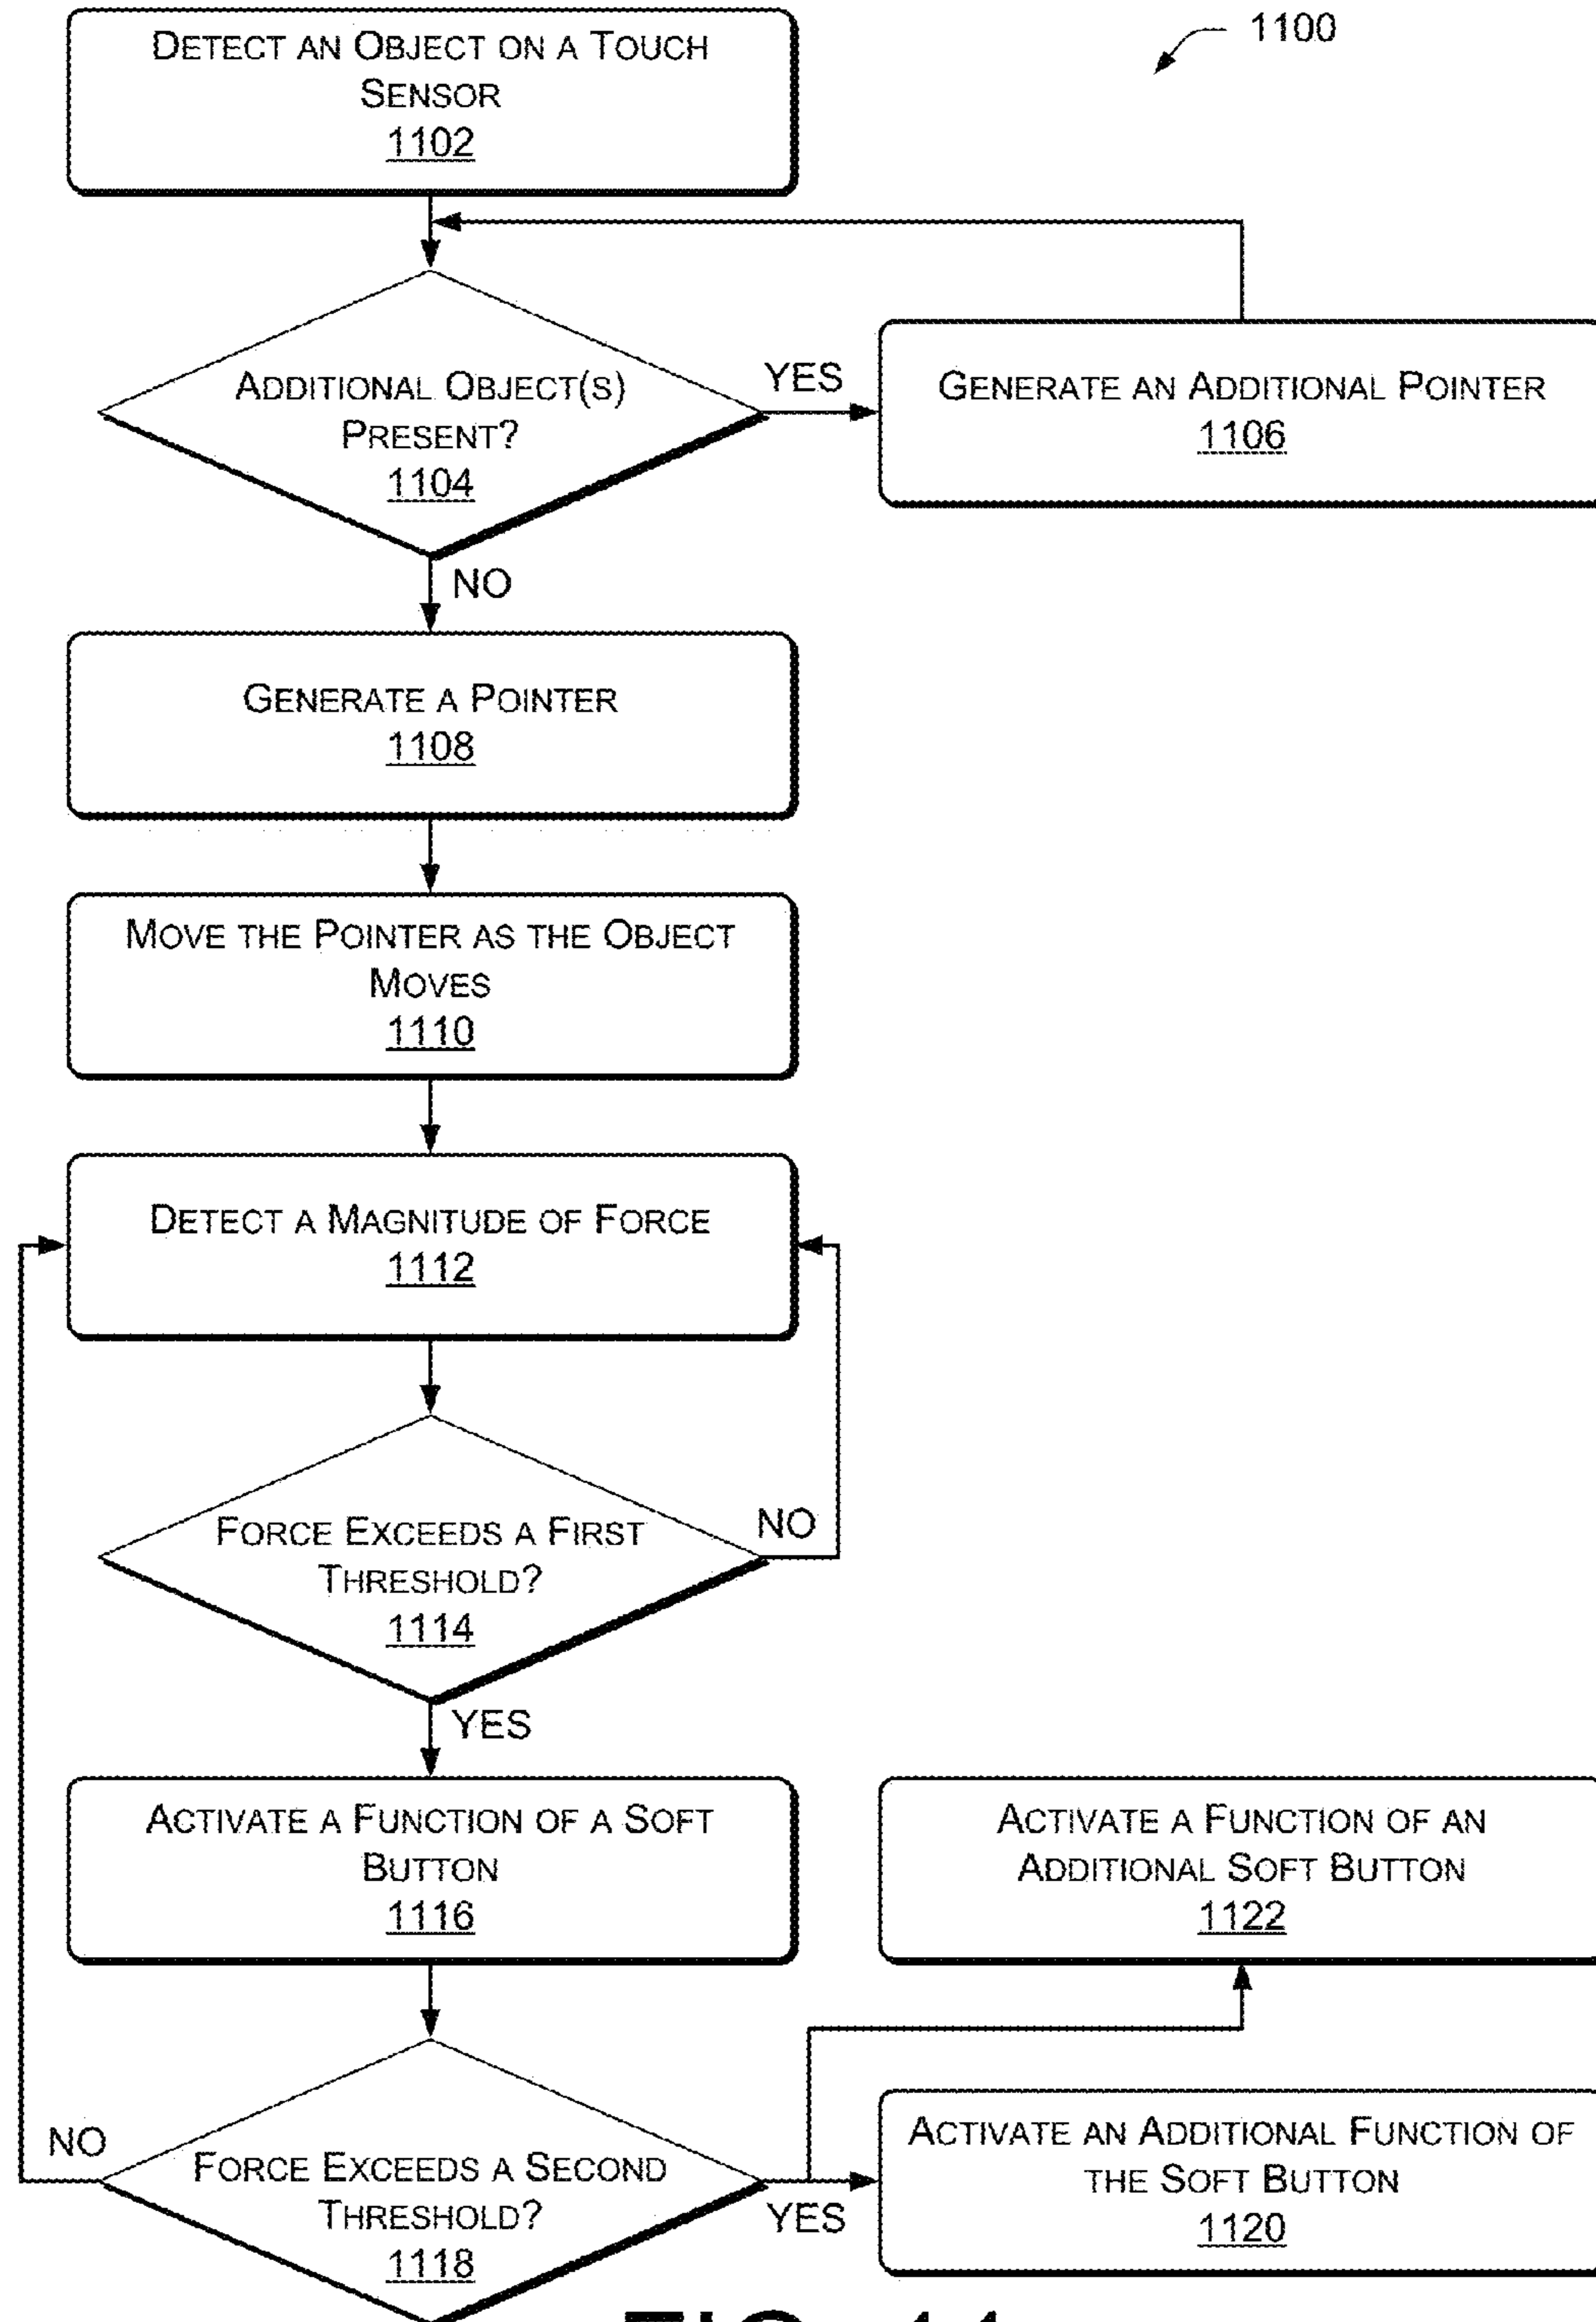 1100
DETECT AN OBJECT ON A TOUCH
SENSOR
1102
ADDITIONAL OBJECT(S)
PRESENT?
1104
YES
GENERATE AN ADDITIONAL POINTER
1106
NO
GENERATE A POINTER
1108
MOVE THE POINTER AS THE OBJECT
MOVES
1110
DETECT A MAGNITUDE OF FORCE
1112
FORCE EXCEEDS A FIRST
THRESHOLD?
1114
NO
YES
ACTIVATE A FUNCTION OF A SOFT
BUTTON
1116
ACTIVATE A FUNCTION OF AN
ADDITIONAL SOFT BUTTON
1122
NO
FORCE EXCEEDS A SECOND
THRESHOLD?
1118
YES
ACTIVATE AN ADDITIONAL FUNCTION OF
THE SOFT BUTTON
1120